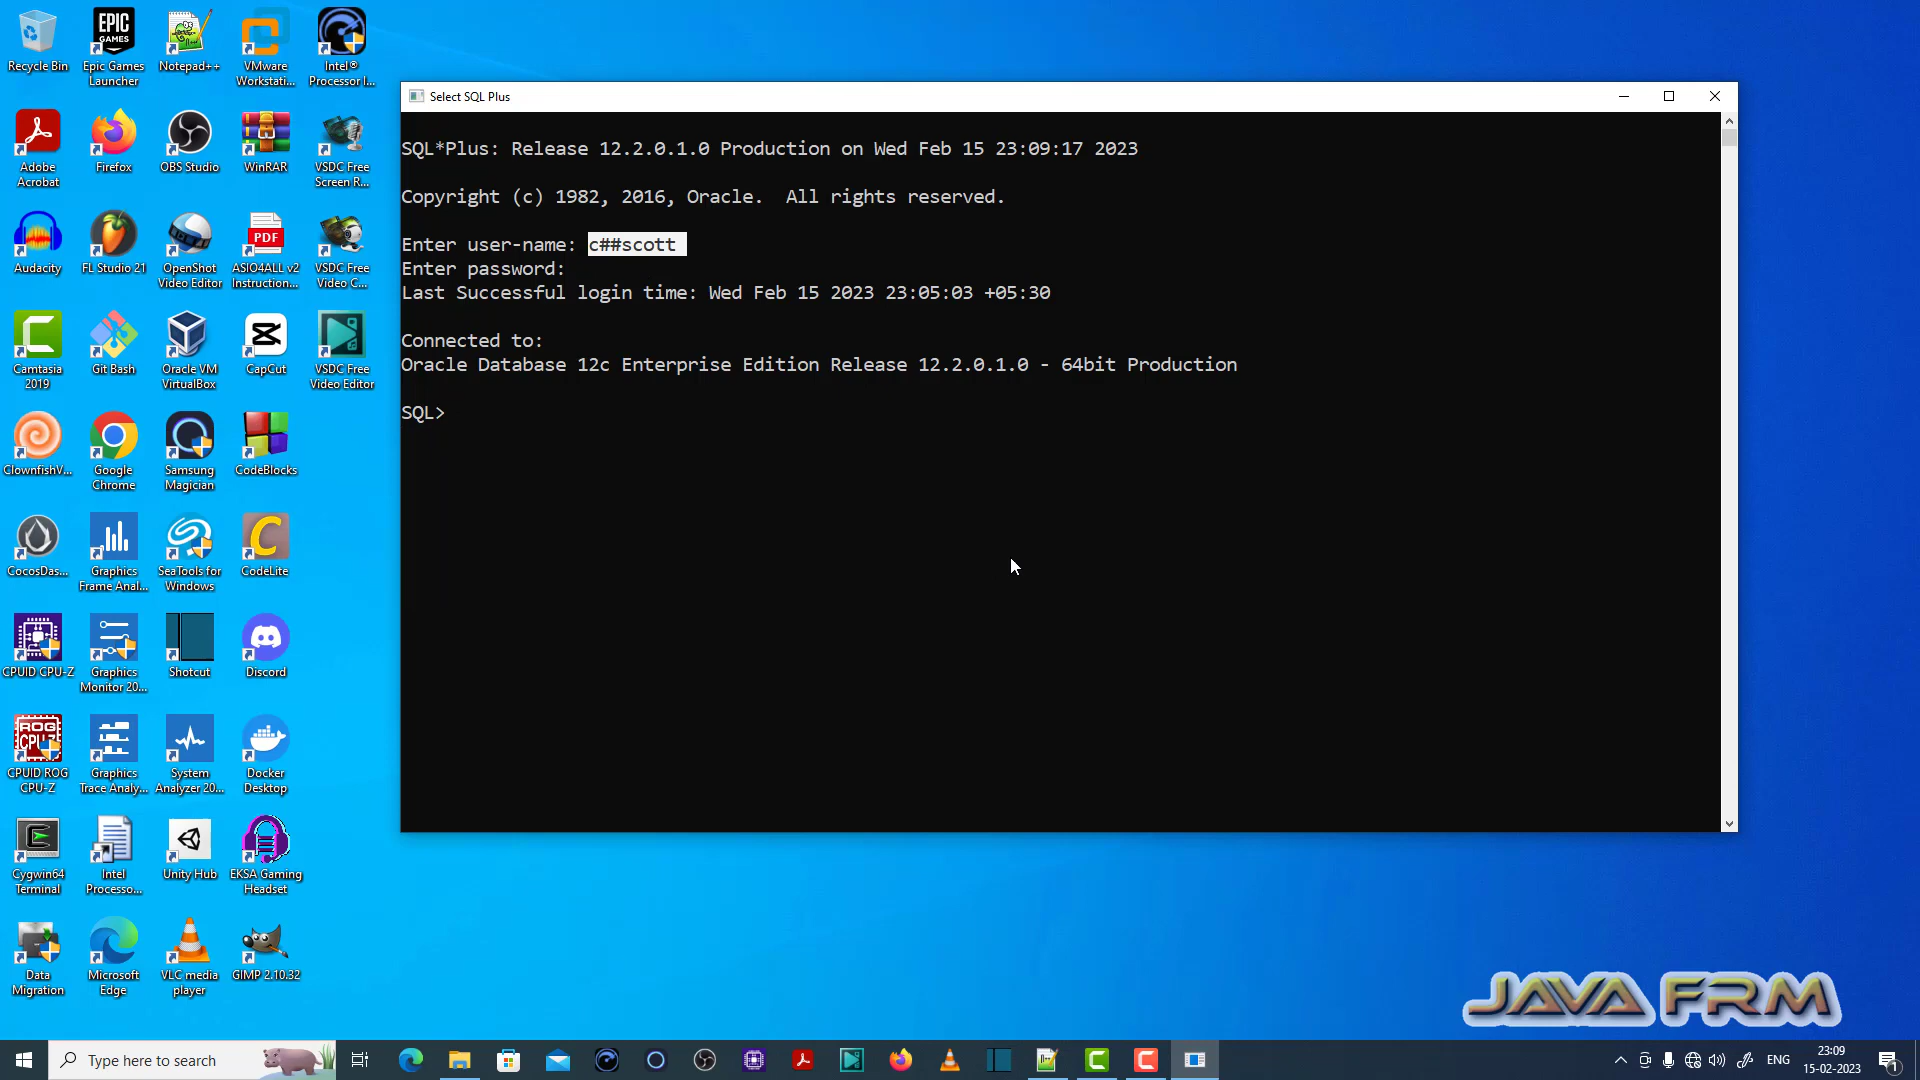 Recycle Bin
Epic Games
Launcher
Notepad++
VMware
Workstati...
Intel®
Processor I...
Adobe
Acrobat
Firefox
OBS Studio
WinRAR
VSDC Free
Screen R...
Audacity
FL Studio 21
OpenShot
Video Editor
ASIO4ALL v2
Instruction...
VSDC Free
Video C...
Camtasia
2019
Git Bash
Oracle VM
VirtualBox
CapCut
VSDC Free
Video Editor
ClownfishV...
Google
Chrome
Samsung
Magician
CodeBlocks
CocosDas...
Graphics
Frame Anal...
SeaTools for
Windows
CodeLite
CPUID CPU-Z
Graphics
Monitor 20...
Shotcut
Discord
CPUID ROG
CPU-Z
Graphics
Trace Analy...
System
Analyzer 20...
Docker
Desktop
Cygwin64
Terminal
Intel
Processo...
Unity Hub
EKSA Gaming
Headset
Data
Migration
Microsoft
Edge
VLC media
player
GIMP 2.10.32
EPIC
GAMES
PDF
ROG
CPU-Z
Select SQL Plus
SQL*Plus: Release 12.2.0.1.0 Production on Wed Feb 15 23:09:17 2023
Copyright (c) 1982, 2016, Oracle.  All rights reserved.
Enter user-name: c##scott
Enter password:
Last Successful login time: Wed Feb 15 2023 23:05:03 +05:30
Connected to:
Oracle Database 12c Enterprise Edition Release 12.2.0.1.0 - 64bit Production
SQL>
JAVA FRM
Type here to search
ENG
23:09
15-02-2023
1